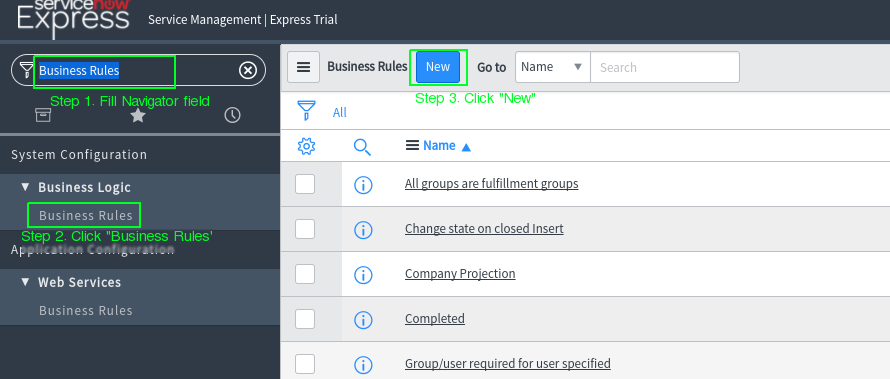 servicenow
Express
Service Management | Express Trial
Business Rules
Step 1. Fill Navigator field
System Configuration
Business Logic
Business Rules
Step 2. Click "Business Rules'
Application Configuration
Web Services
Business Rules
Business Rules New Go to Name Search
Step 3. Click "New"
All
Name
All groups are fulfillment groups
Change state on closed Insert
Company Projection
Completed
Group/user required for user specified